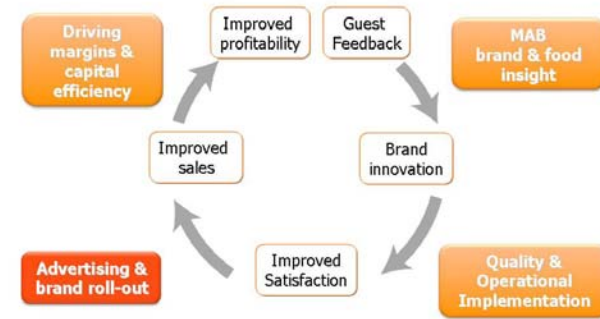 Driving
margins &
capital
efficiency
Improved
profitability
Guest
Feedback
MAB
brand & food
insight
Improved
sales
Brand
innovation
Advertising &
brand roll-out
Improved
Satisfaction
Quality &
Operational
Implementation